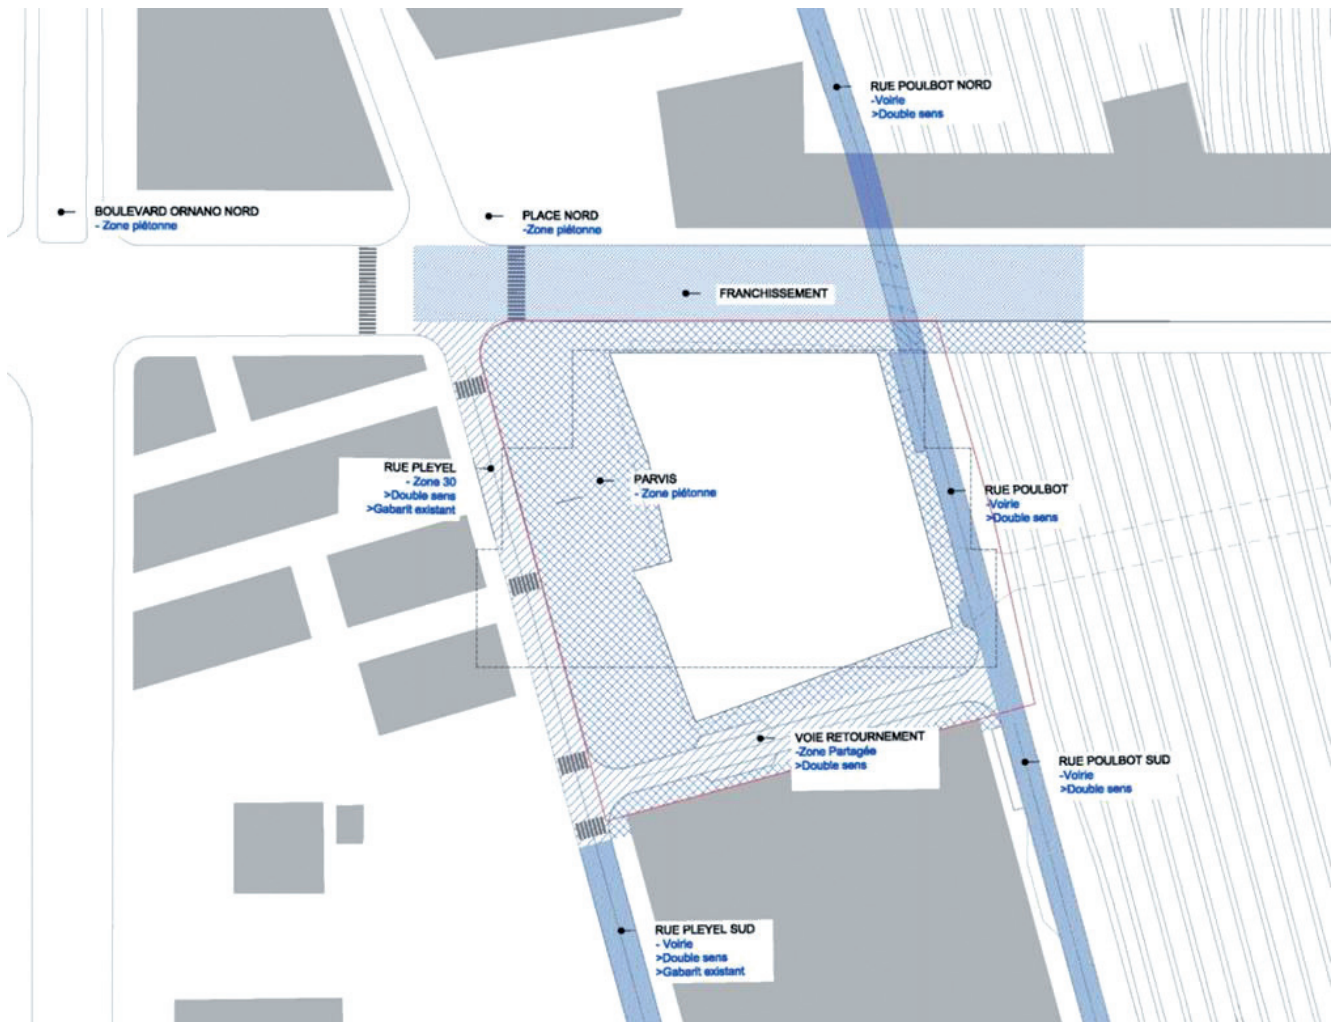 RUE POULBOT NORD
-Voirie
>Double sens
BOULEVARD ORNANO NORD
- Zone piétonne
PLACE NORD
-Zone piétonne
FRANCHISSEMENT
RUE PLEYEL
- Zone 30
>Double sens
>Gabarit existant
PARVIS
- Zone piétonne
RUE POULBOT
-Voirie
>Double sens
VOIE RETOURNEMENT
-Zone Partagée
>Double sens
RUE POULBOT SUD
-Voirie
>Double sens
RUE PLEYEL SUD
- Voirie
>Double sens
>Gabarit existant